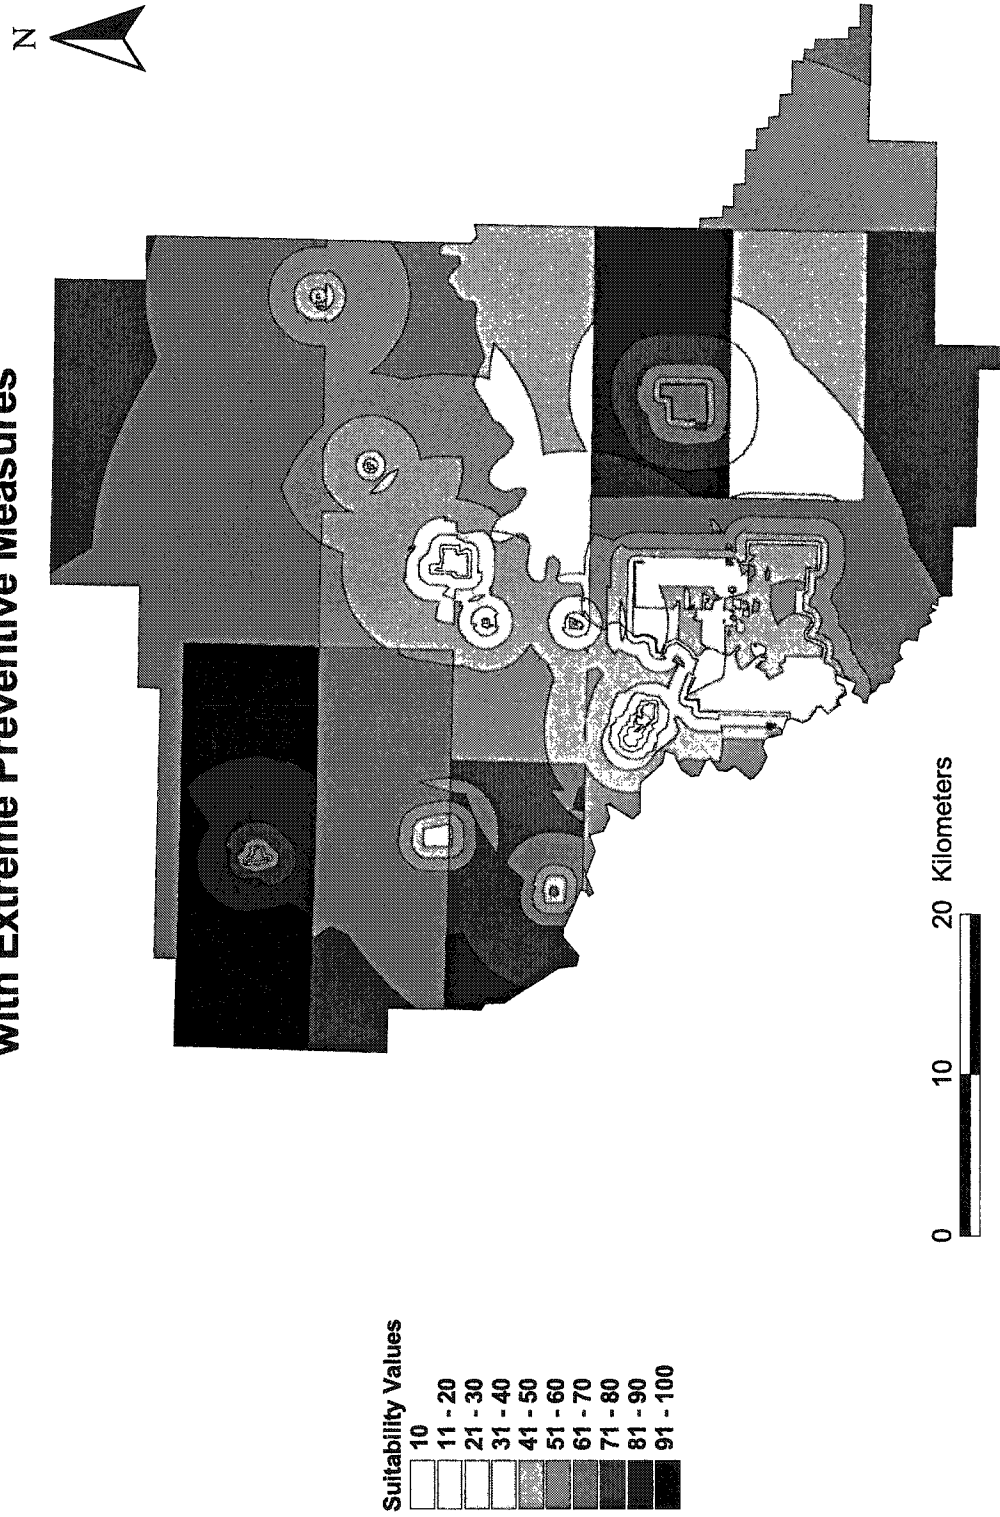 with Extreme Preventive Measures
N
Suitability Values
10
11 - 20
21 - 30
31 - 40
41 - 50
51 - 60
61 - 70
71 - 80
81 - 90
91 - 100
0 10 20 Kilometers